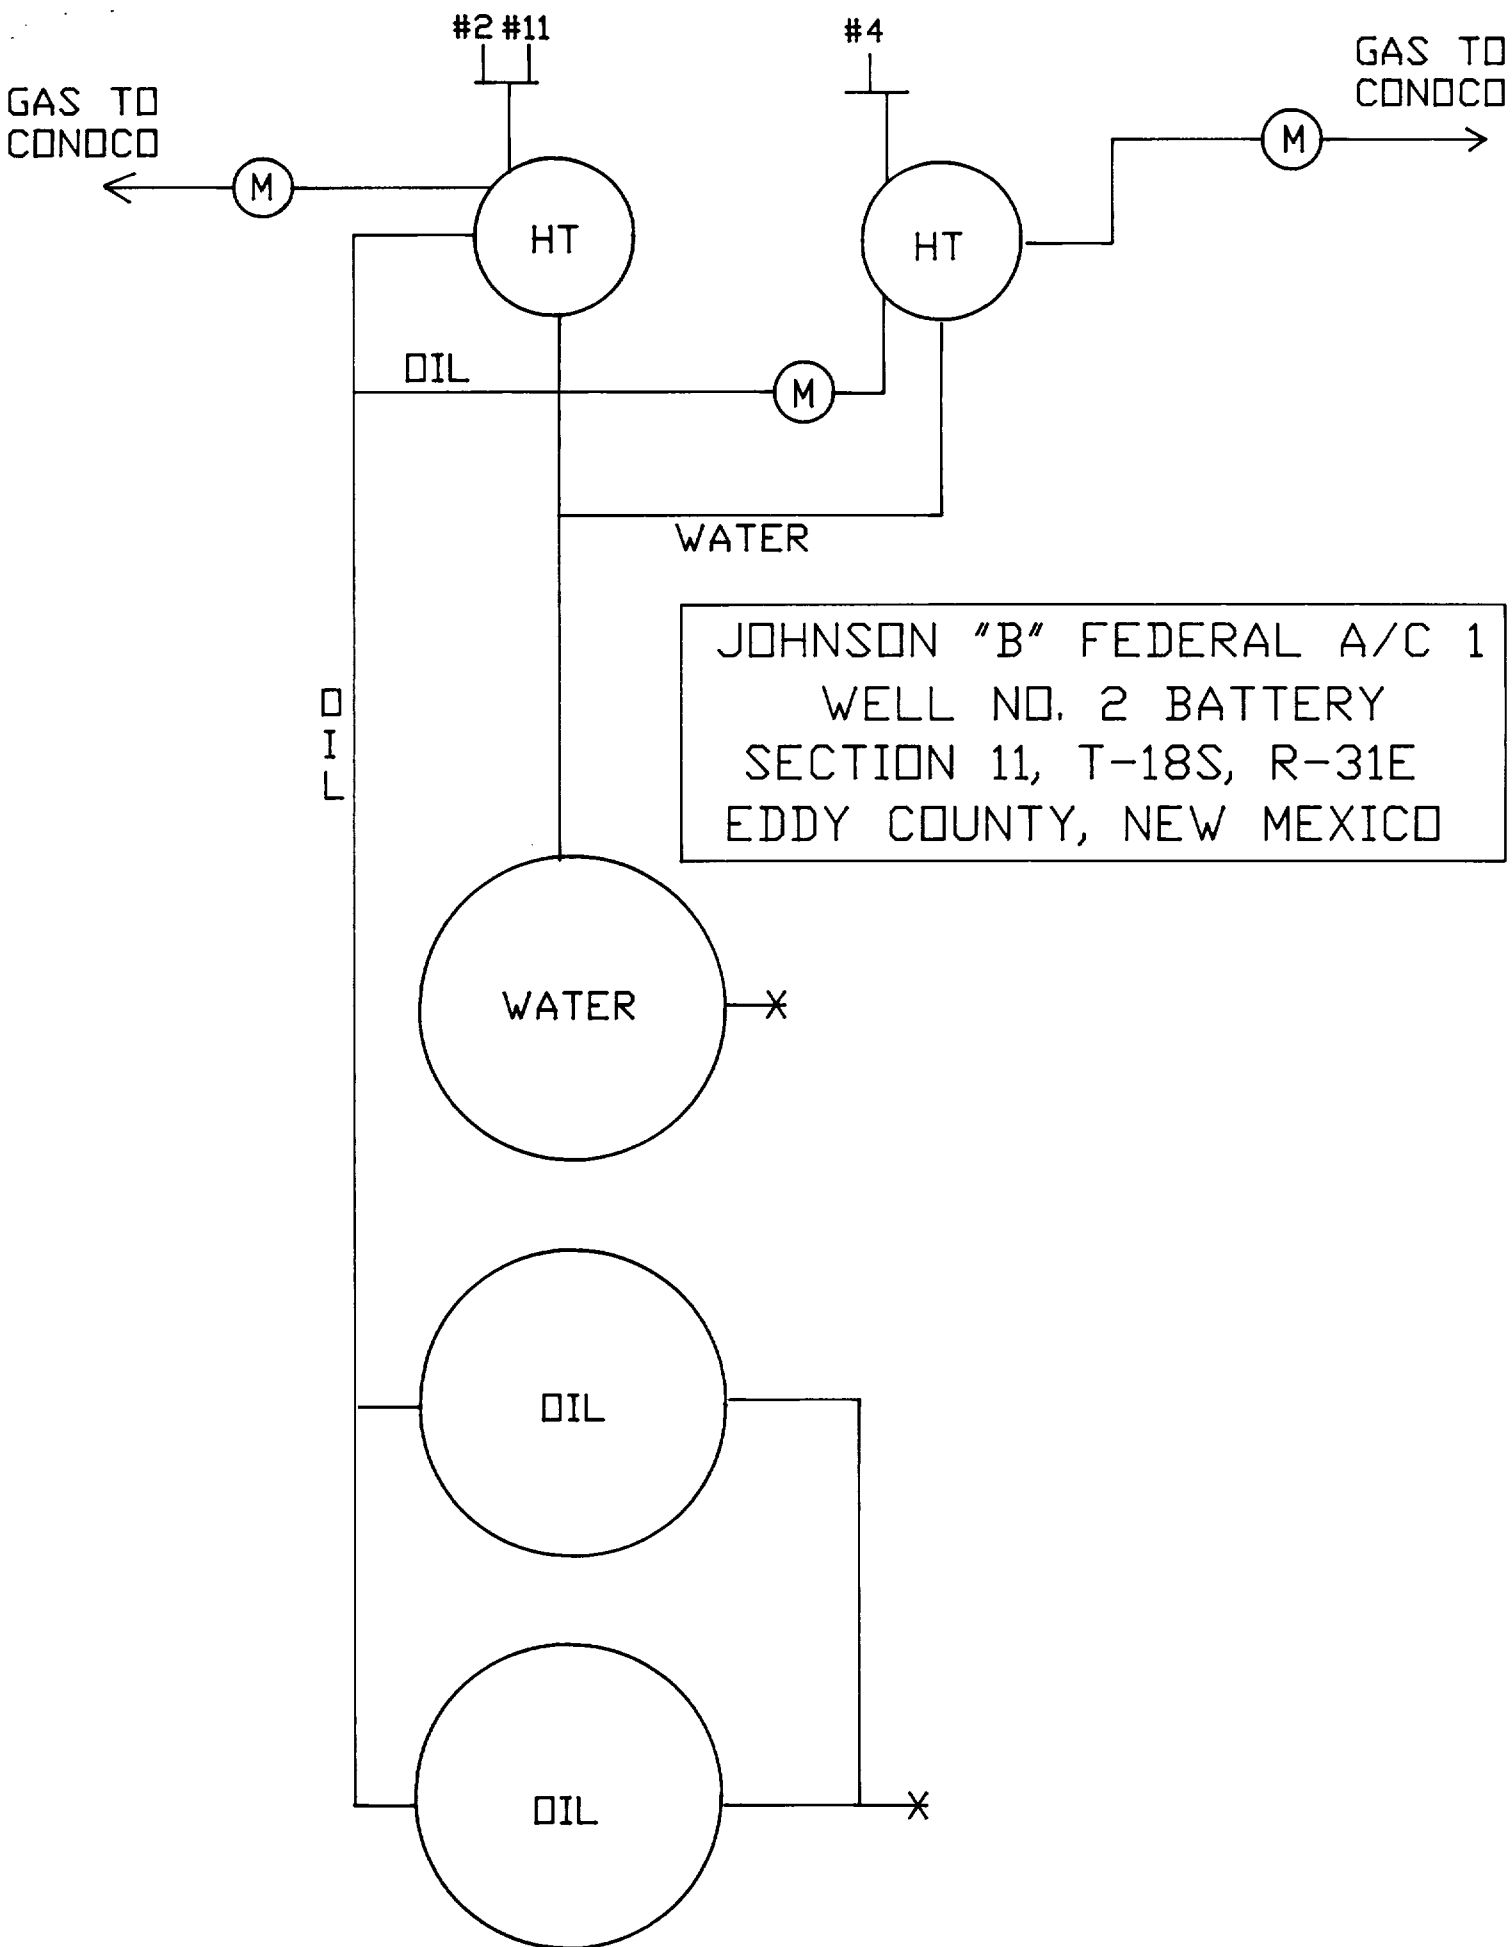 #2 #11
#4
GAS TO
CONOCO
GAS TO
CONOCO
M
M
HT
HT
OIL
M
WATER
JOHNSON "B" FEDERAL A/C 1
WELL NO. 2 BATTERY
SECTION 11, T-18S, R-31E
EDDY COUNTY, NEW MEXICO
OIL
WATER
OIL
OIL